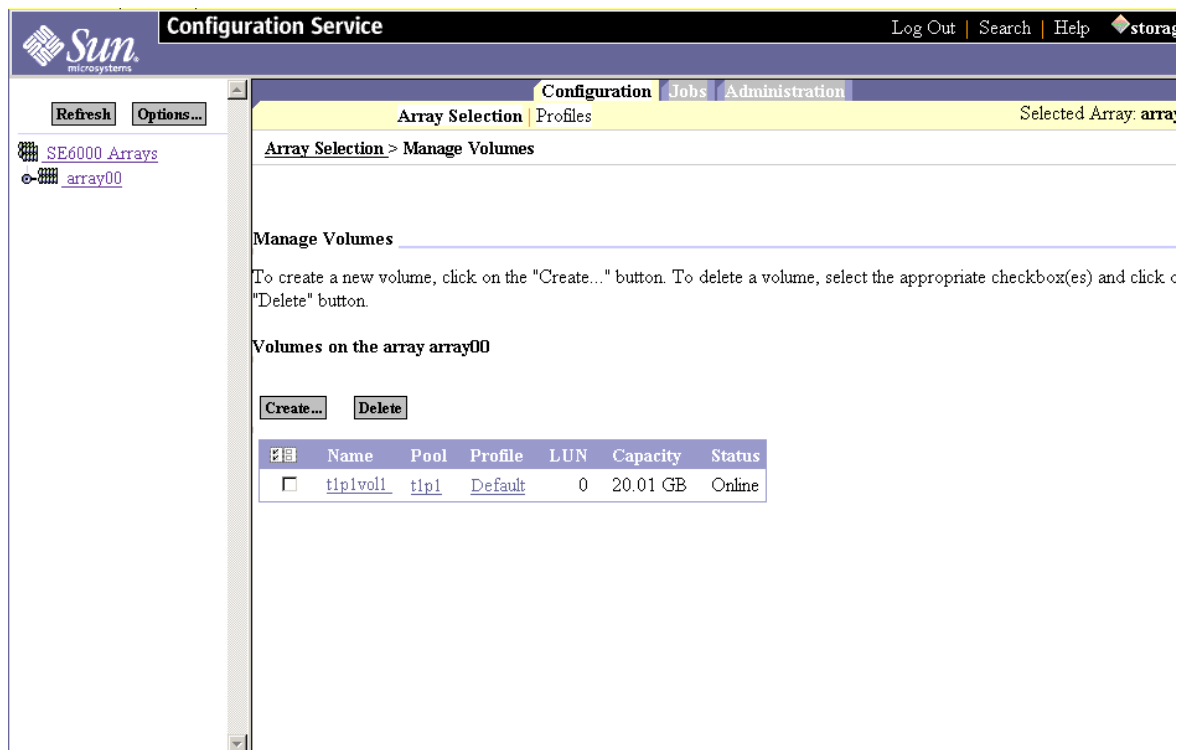 Sun
microsystems
Configuration Service
Log Out | Search | Help
Refresh Options...
SE6000 Arrays
array00
Configuration Jobs Administration
Array Selection | Profiles
Selected Array:
Array Selection > Manage Volumes
Manage Volumes
To create a new volume, click on the "Create..." button. To delete a volume, select the appropriate checkbox(es) and click
"Delete" button.
Volumes on the array array00
Create... Delete
Name Pool Profile LUN Capacity Status
t1p1vol1 t1p1 Default 0 20.01 GB Online